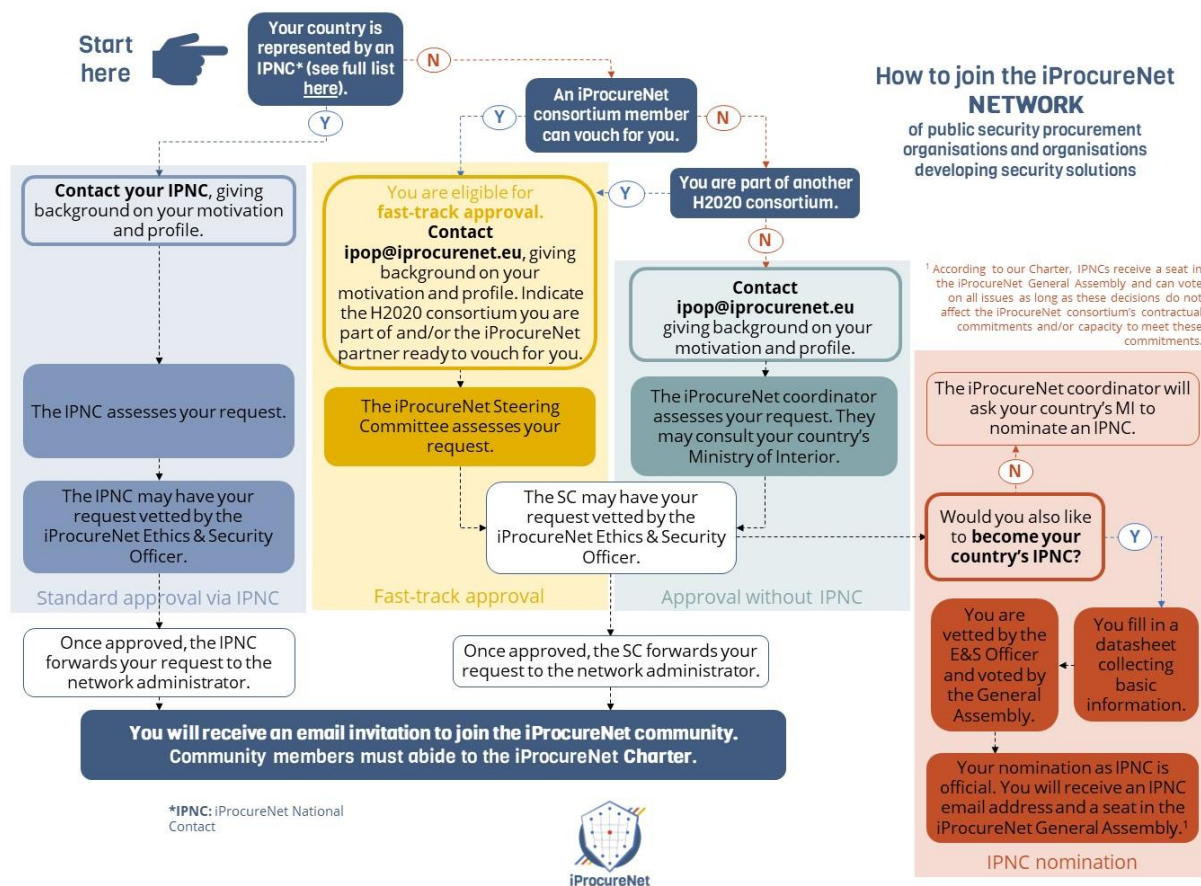 Start
here
Your country is
represented by an
IPNC* (see full list
here).
N
Y
An iProcureNet
consortium member
can vouch for you.
Y
N
How to join the iProcureNet
NETWORK
of public security procurement
organisations and organisations
developing security solutions
You are part of another
H2020 consortium.
Y
N
Contact your IPNC, giving
background on your motivation
and profile.
The IPNC assesses your request.
The IPNC may have your
request vetted by the
iProcureNet Ethics & Security
Officer.
Standard approval via IPNC
Once approved, the IPNC
forwards your request to the
network administrator.
You are eligible for
fast-track approval.
Contact
ipop@iprocurenet.eu, giving
background on your
motivation and profile. Indicate
the H2020 consortium you are
part of and/or the iProcureNet
partner ready to vouch for you.
The iProcureNet Steering
Committee assesses your
request.
Fast-track approval
Contact
ipop@iprocurenet.eu
giving background on your
motivation and profile.
The iProcureNet coordinator
assesses your request. They
may consult your country's
Ministry of Interior.
Approval without IPNC
The SC may have your
request vetted by the
iProcureNet Ethics & Security
Officer.
Once approved, the SC forwards
your request to the network administrator.
You will receive an email invitation to join the iProcureNet community.
Community members must abide to the iProcureNet Charter.
¹ According to our Charter, IPNCs receive a seat in
the iProcureNet General Assembly and can vote
on all issues as long as these decisions do not
affect the iProcureNet consortium's contractual
commitments and/or capacity to meet these
commitments.
The iProcureNet coordinator will
ask your country's MI to
nominate an IPNC.
N
Would you also like
to become your
country's IPNC?
Y
You fill in a
datasheet
collecting
basic
information.
You are
vetted by the
E&S Officer
and voted by
the General
Assembly.
Your nomination as IPNC is
official. You will receive an IPNC
email address and a seat in the
iProcureNet General Assembly.¹
IPNC nomination
*IPNC: iProcureNet National
Contact
iProcureNet